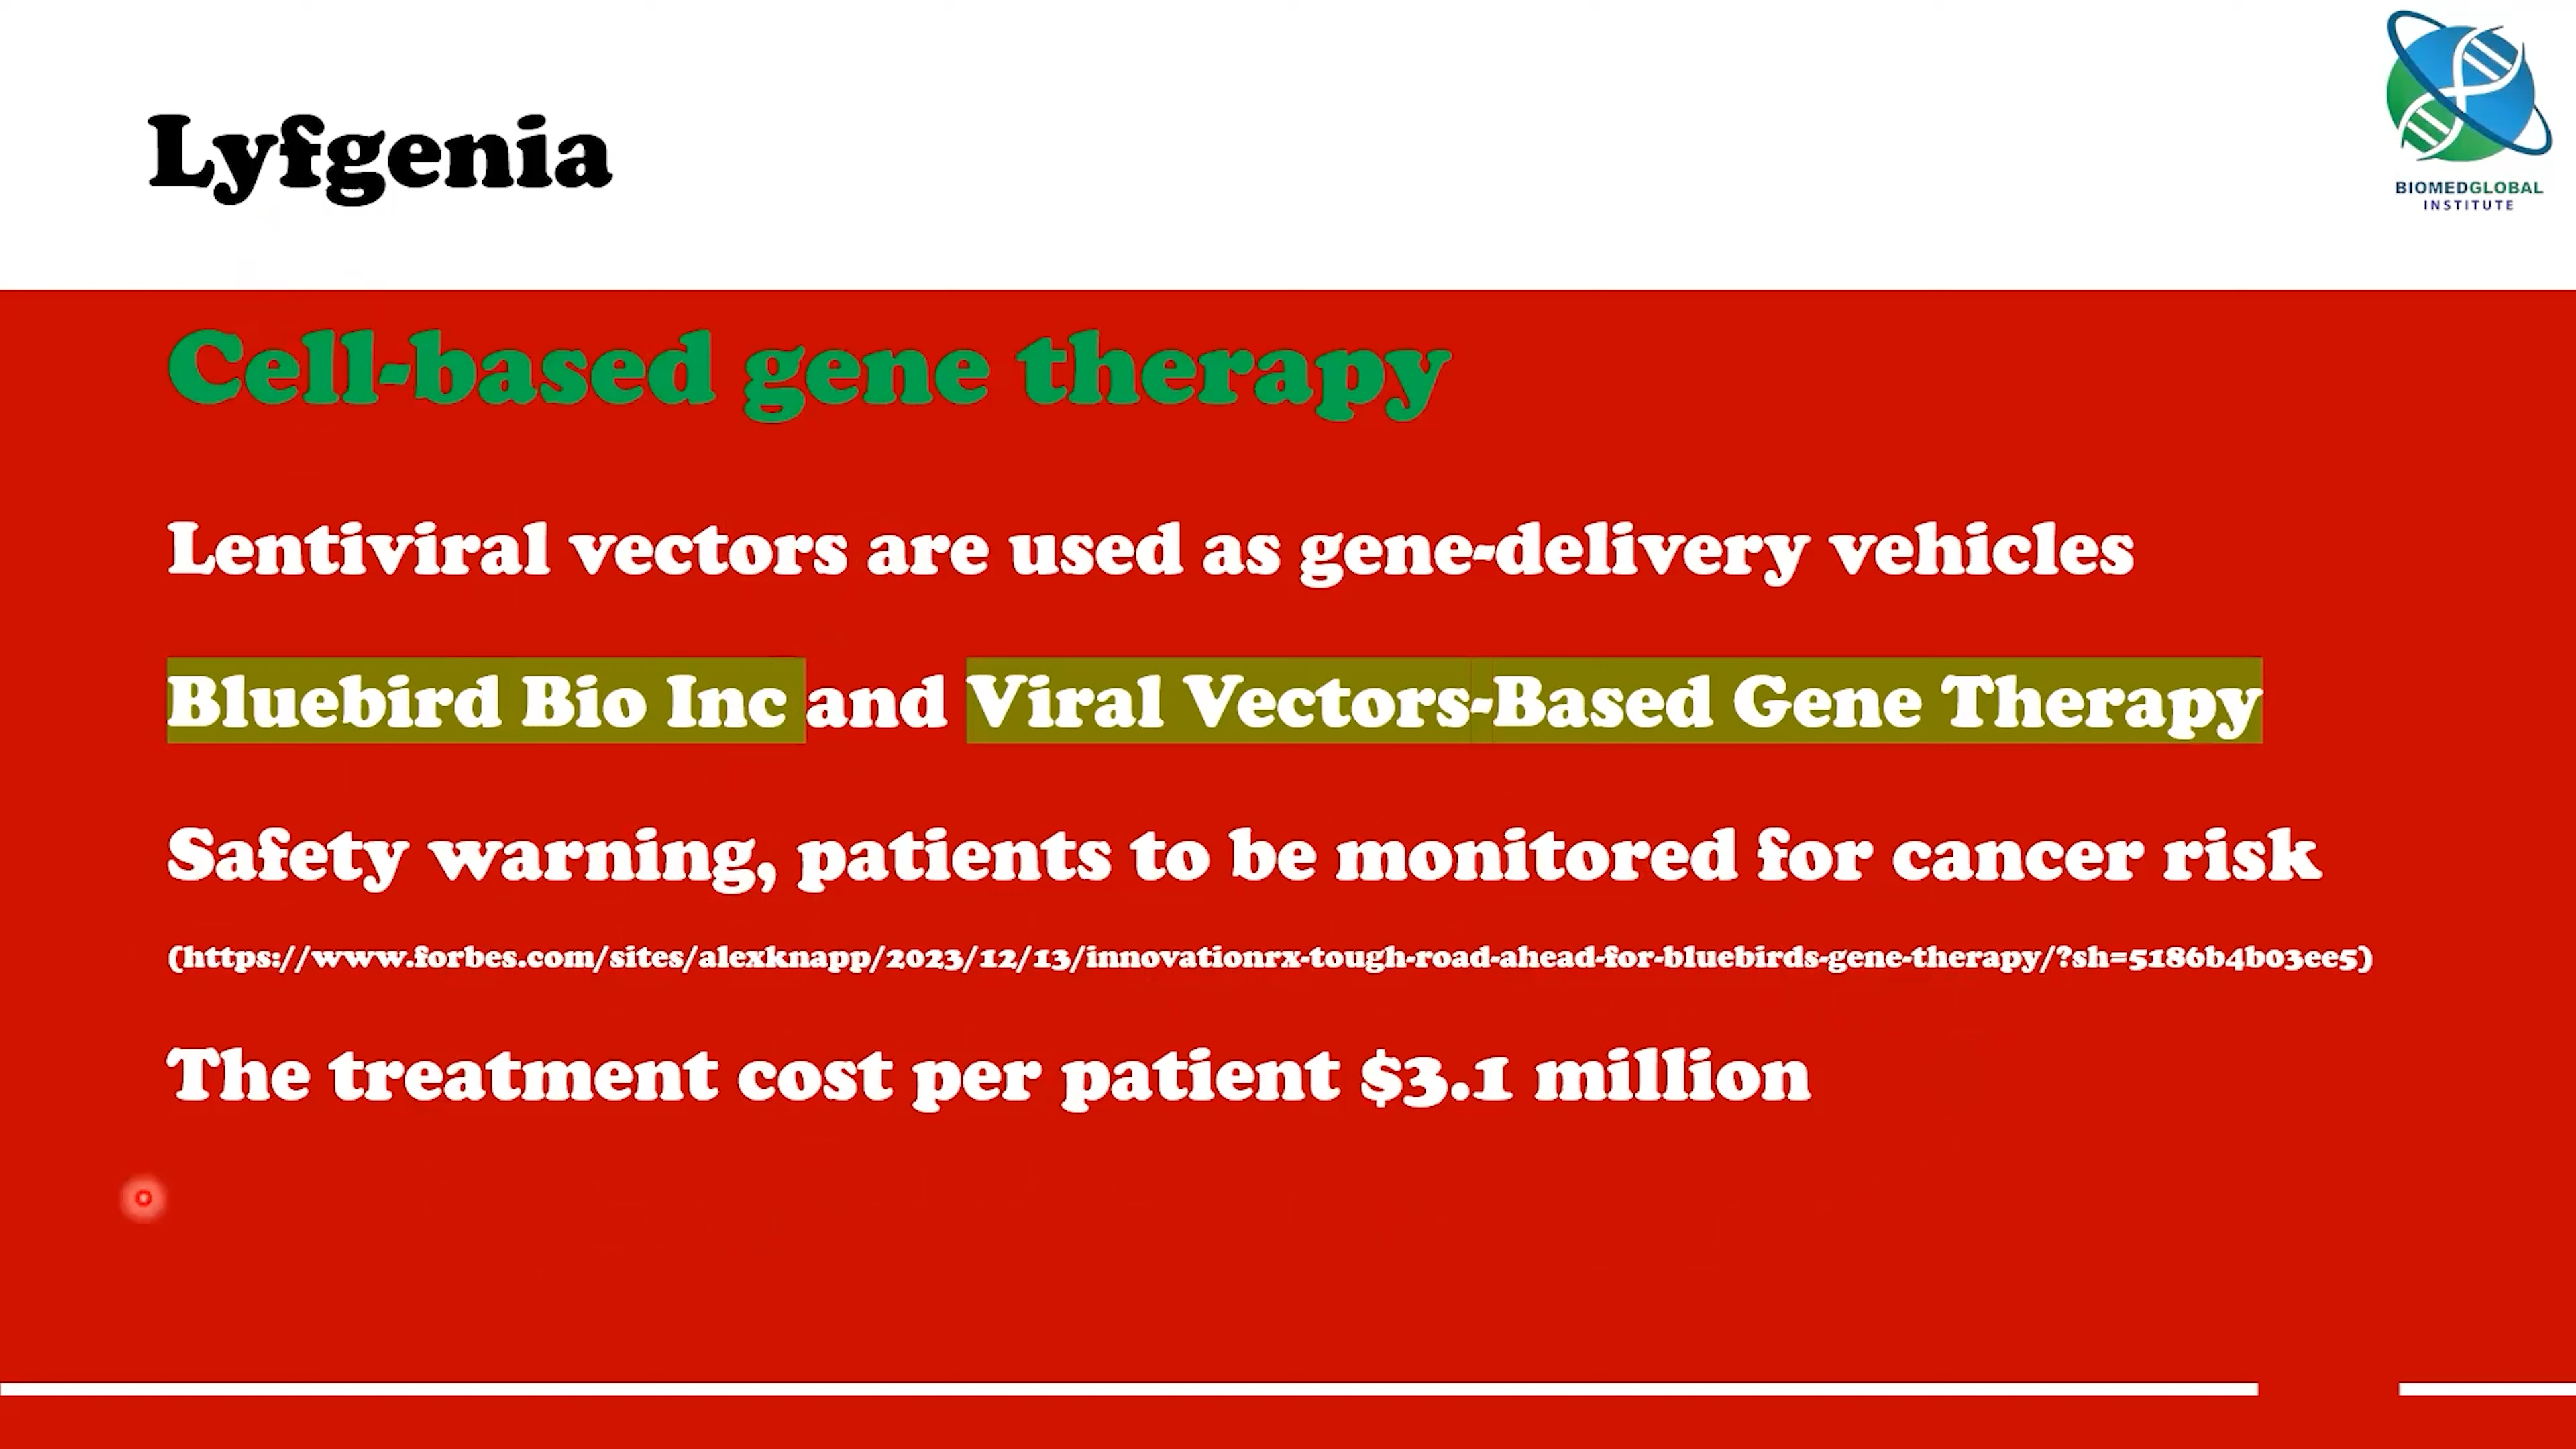 Lyfgenia
BIOMEDGLOBAL
INSTITUTE
Cell-based gene therapy
Lentiviral vectors are used as gene-delivery vehicles
Bluebird Bio Inc and Viral Vectors-Based Gene Therapy
Safety warning, patients to be monitored for cancer risk
(https://www.forbes.com/sites/alexknapp/2023/12/13/innovationrx-tough-road-ahead-for-bluebirds-gene-therapy/?sh=5186b4b03ee5)
The treatment cost per patient $3.1 million